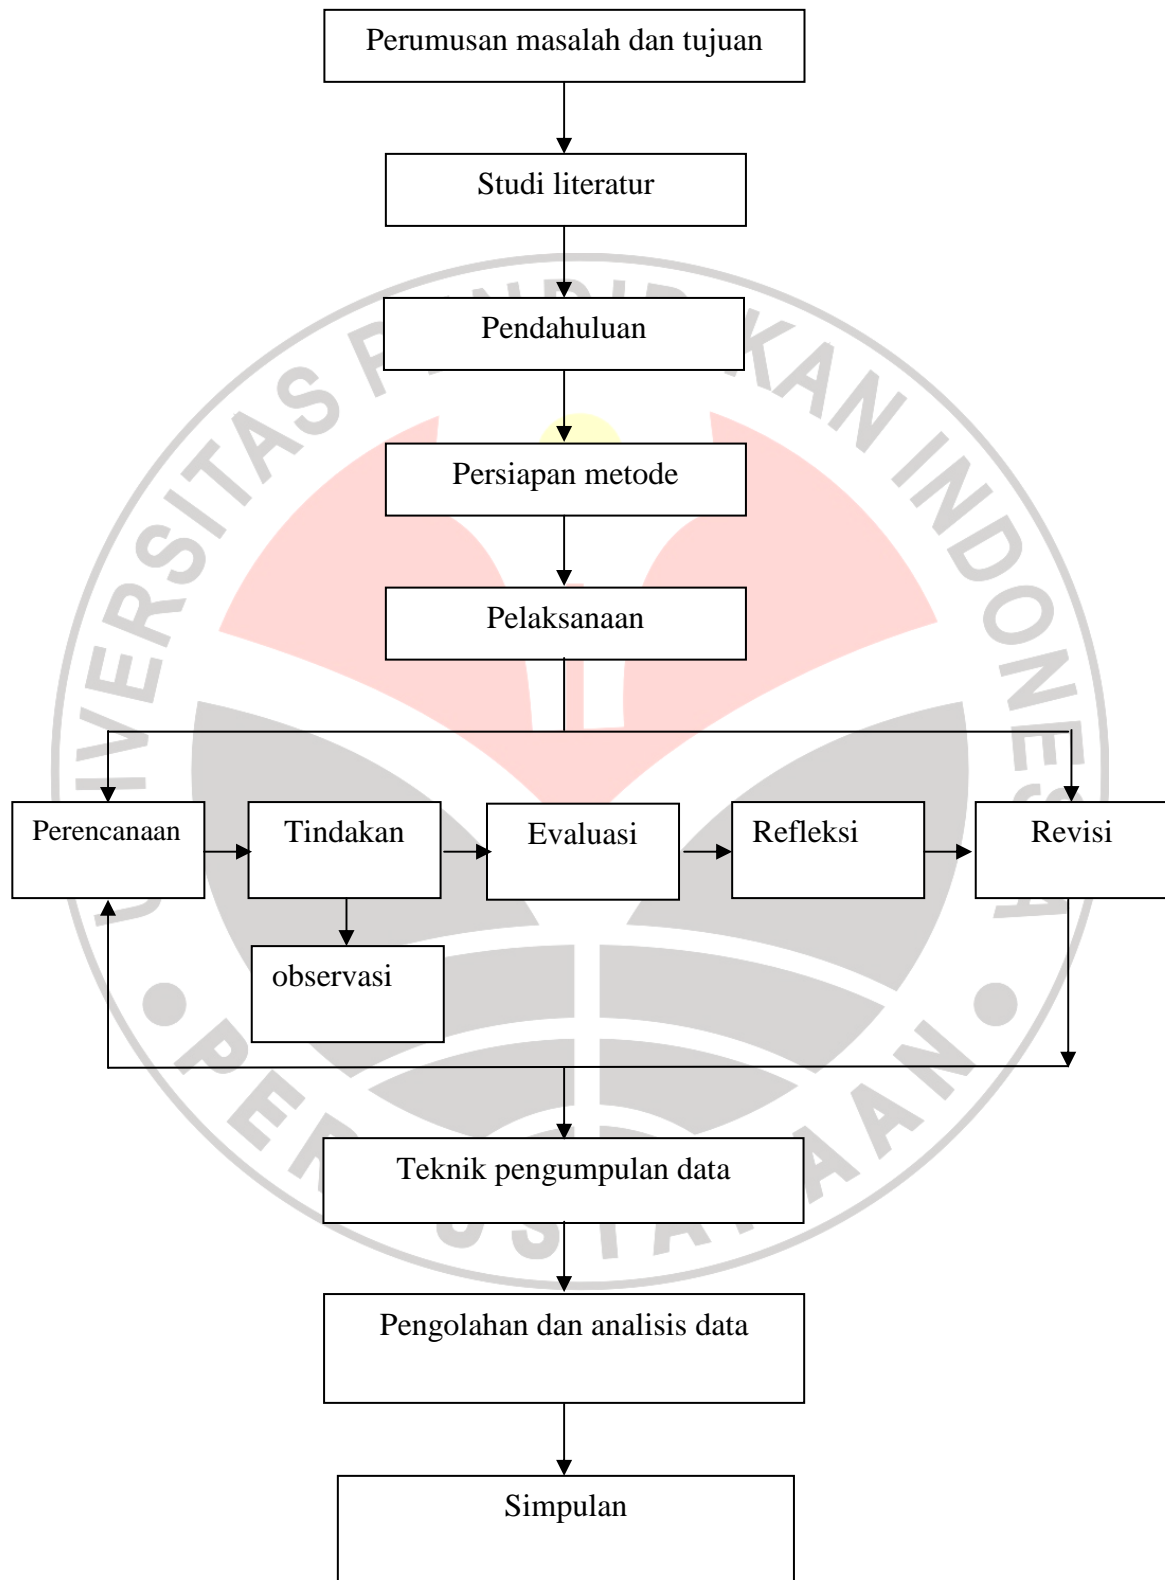 Perumusan masalah dan tujuan
Studi literatur
Pendahuluan
Persiapan metode
Pelaksanaan
Perencanaan
Tindakan
Evaluasi
Refleksi
Revisi
observasi
Teknik pengumpulan data
Pengolahan dan analisis data
Simpulan